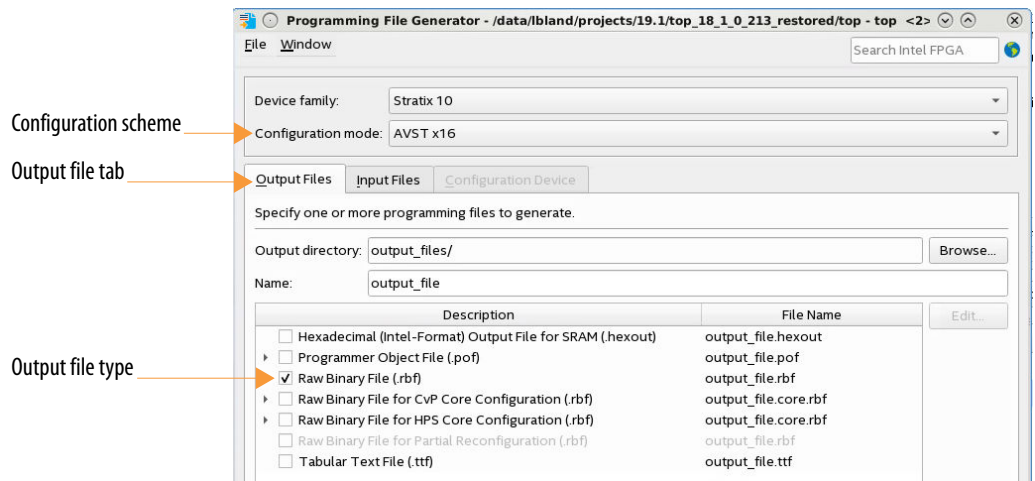 Programming File Generator - /data/lbland/projects/19.1/top_18_1_0_213_restored/top - top <2>
File Window
Search Intel FPGA
Device family: Stratix 10
Configuration scheme
Configuration mode: AVST x16
Output file tab
Output Files Input Files Configuration Device
Specify one or more programming files to generate.
Output directory: output_files/ Browse...
Name: output_file
Description File Name Edit...
Hexadecimal (Intel-Format) Output File for SRAM (.hexout) output_file.hexout
Programmer Object File (.pof) output_file.pof
Output file type
Raw Binary File (.rbf) output_file.rbf
Raw Binary File for CvP Core Configuration (.rbf) output_file.core.rbf
Raw Binary File for HPS Core Configuration (.rbf) output_file.core.rbf
Raw Binary File for Partial Reconfiguration (.rbf) output_file.rbf
Tabular Text File (.ttf) output_file.ttf